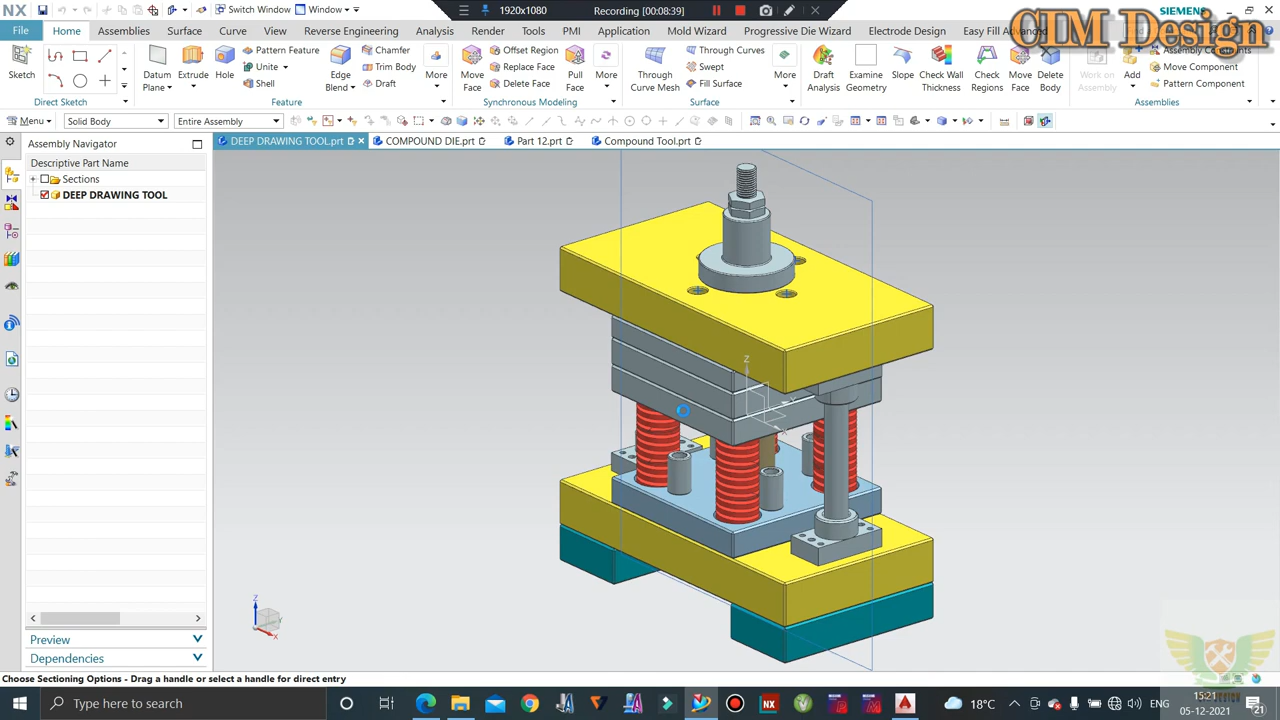 NX
Switch Window
Window
1920x1080
Recording [00:08:39]
SIEMENS
CIM Design
File
Home
Assemblies
Surface
Curve
View
Reverse Engineering
Analysis
Render
Tools
PMI
Application
Mold Wizard
Progressive Die Wizard
Electrode Design
Easy Fill Advanced
Sketch
Direct Sketch
Datum Plane
Extrude
Hole
Pattern Feature
Unite
Shell
Edge Blend
Chamfer
Trim Body
Draft
More
Feature
Move Face
Offset Region
Replace Face
Delete Face
Pull Face
More
Synchronous Modeling
Through Curve Mesh
Through Curves
Swept
Fill Surface
More
Surface
Draft Analysis
Examine Geometry
Slope
Check Wall Thickness
Check Regions
Move Face
Delete Body
Work on Assembly
Add
Assembly Constraints
Move Component
Pattern Component
Assemblies
Menu
Solid Body
Entire Assembly
Assembly Navigator
DEEP DRAWING TOOL.prt
COMPOUND DIE.prt
Part 12.prt
Compound Tool.prt
Descriptive Part Name
Sections
DEEP DRAWING TOOL
Z
Z
Y
X
Preview
Dependencies
Choose Sectioning Options - Drag a handle or select a handle for direct entry
Type here to search
NX
18°C
ENG
15:21
05-12-2021
21